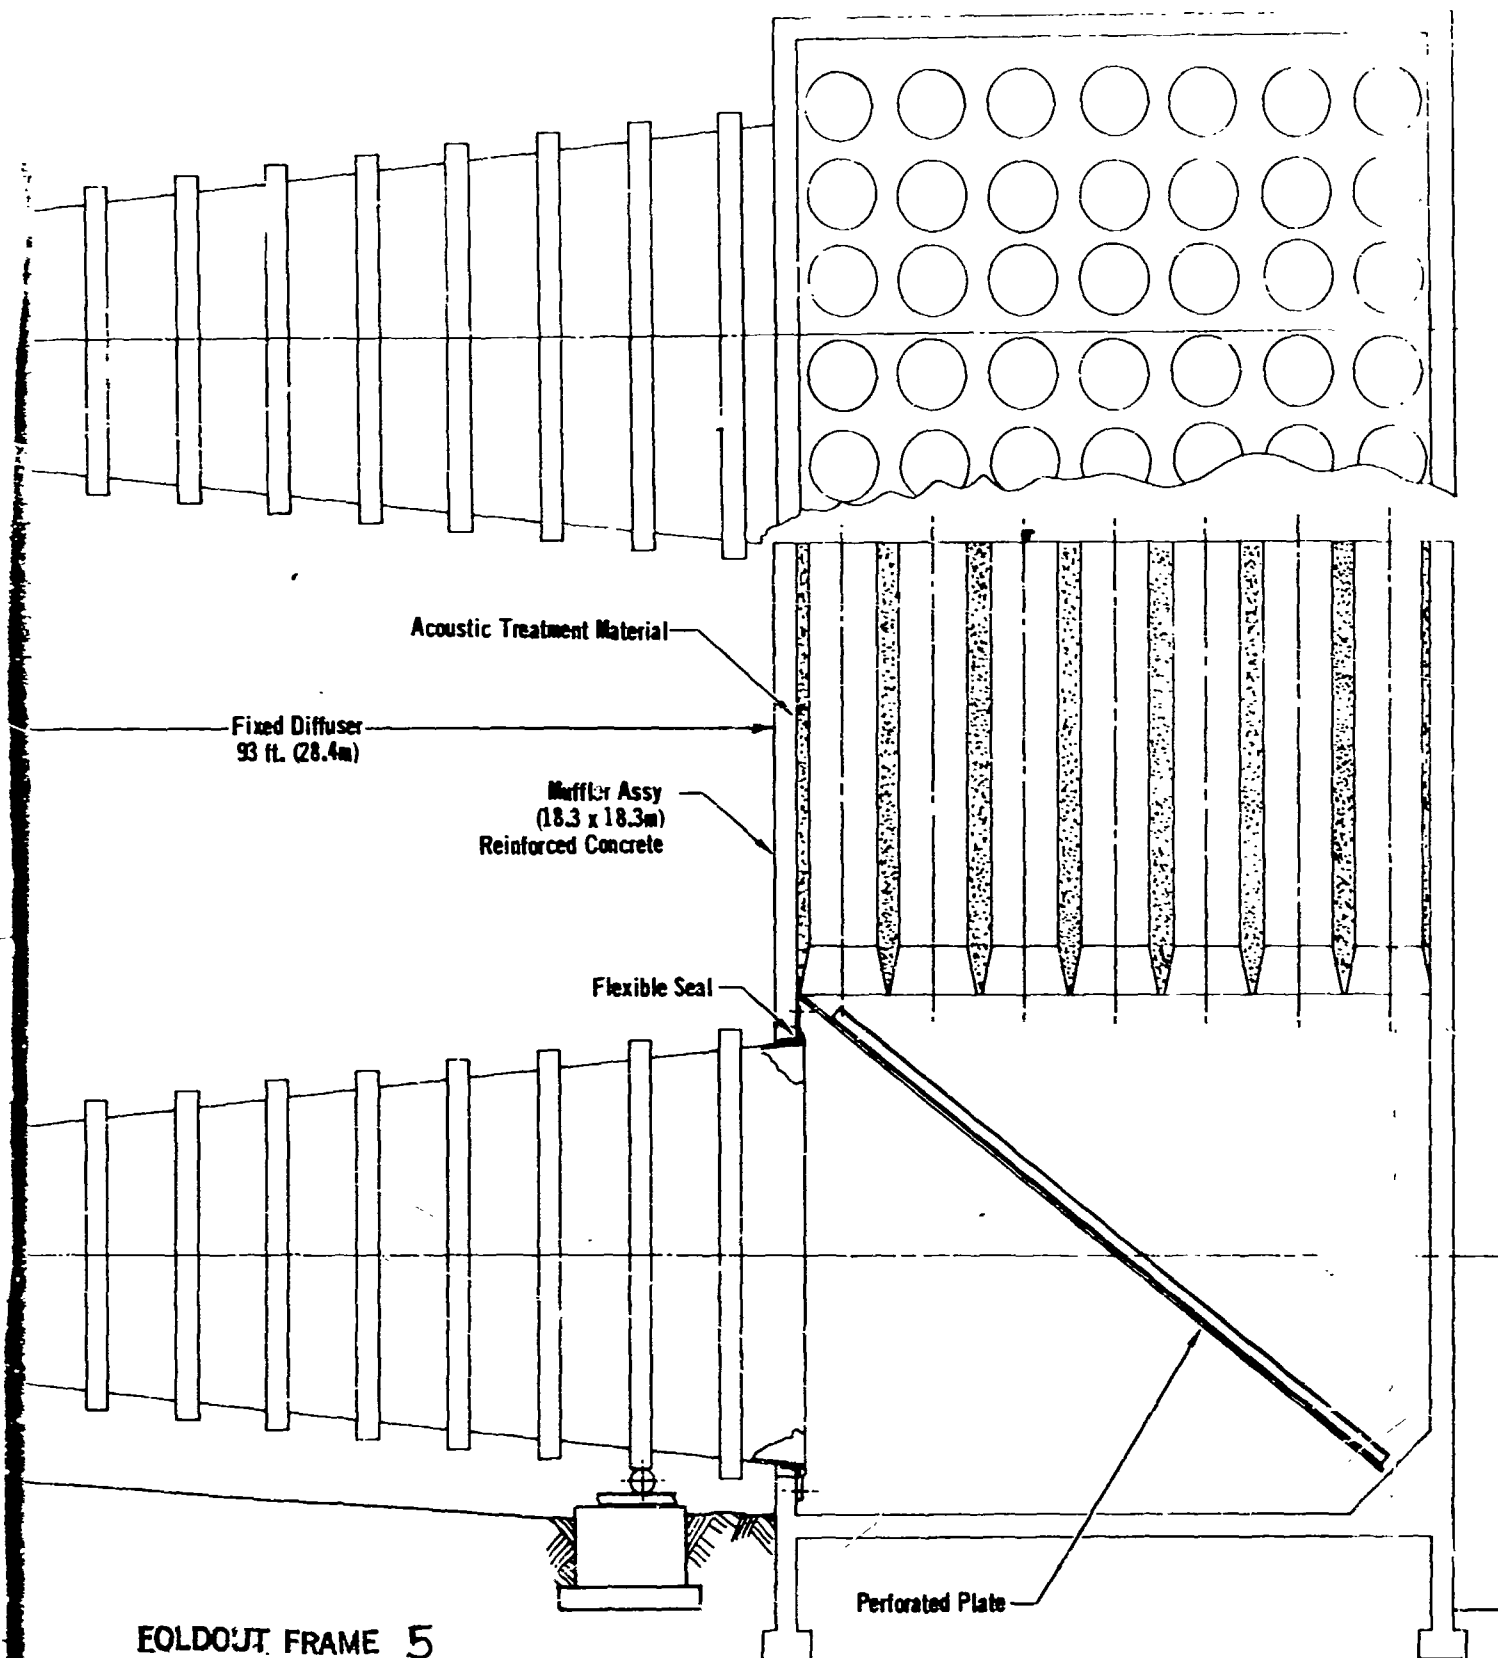 Acoustic Treatment Material
Fixed Diffuser
93 ft. (28.4m)
Muffler Assy
(18.3 x 18.3m)
Reinforced Concrete
Flexible Seal
Perforated Plate
FOLDOUT FRAME 5